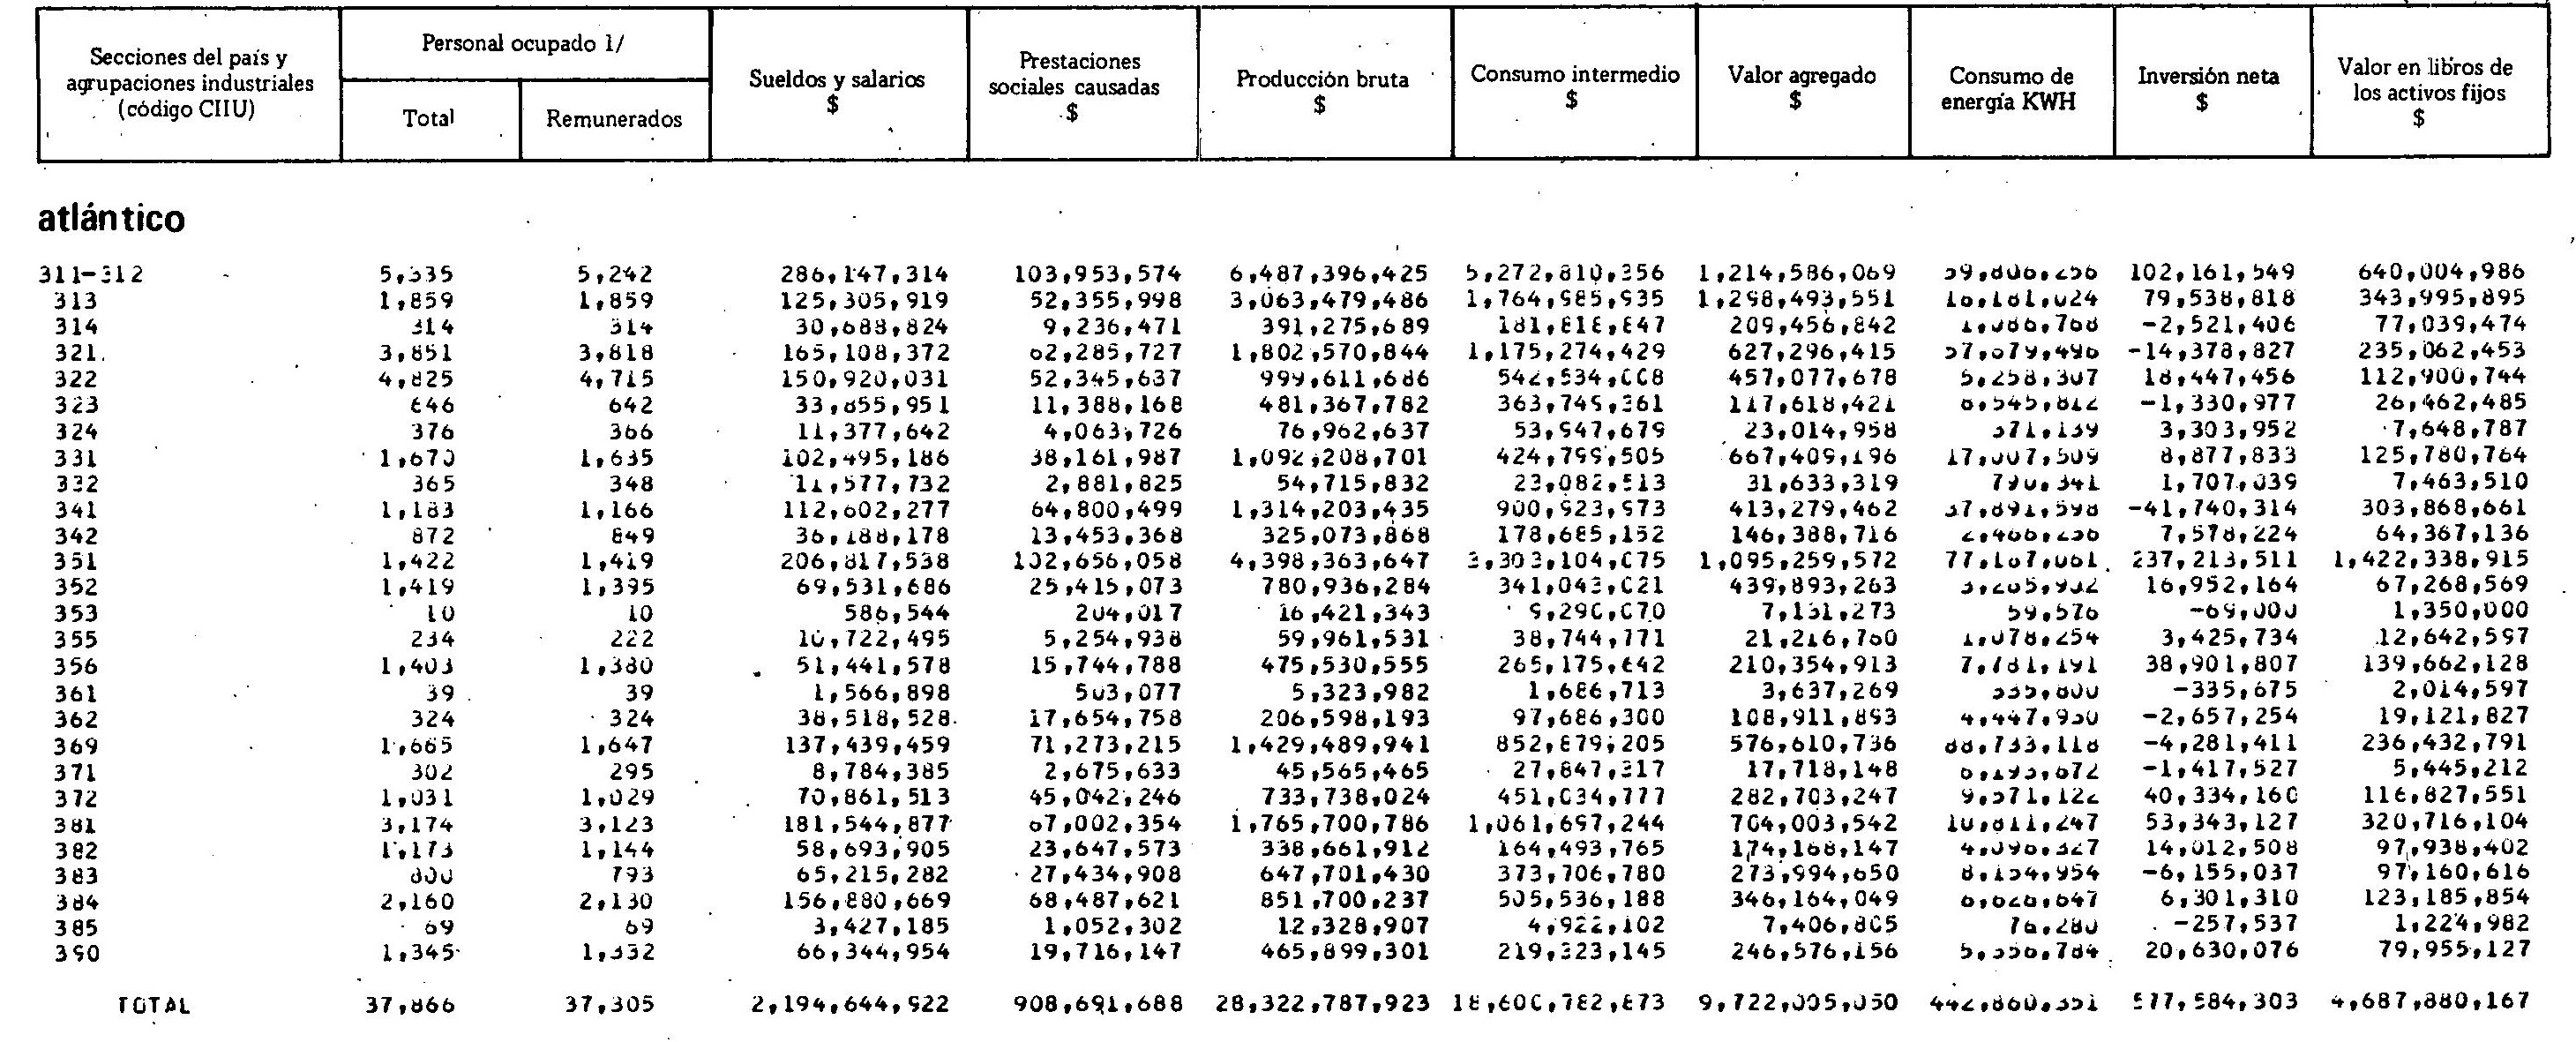 Secciones del país y agrupaciones industriales (código CIIU) Personal ocupado 1/ Sueldos y salarios $ Prestaciones sociales causadas $ Producción bruta $ Consumo intermedio $ Valor agregado $ Consumo de energía KWH Inversión neta $ Valor en libros de los activos fijos $
Total Remunerados
atlántico
311-312 5,335 5,242 286,147,314 103,953,574 6,487,396,425 5,272,810,356 1,214,586,069 59,806,256 102,161,549 640,004,986
313 1,859 1,859 125,305,919 52,355,998 3,063,479,486 1,764,985,935 1,298,493,551 16,181,024 79,538,818 343,995,895
314 314 314 30,688,824 9,236,471 391,275,689 181,818,847 209,456,842 1,086,768 -2,521,406 77,039,474
321 3,851 3,818 165,108,372 62,285,727 1,802,570,844 1,175,274,429 627,296,415 57,079,496 -14,378,827 235,062,453
322 4,825 4,715 150,920,031 52,345,637 999,611,686 542,534,008 457,077,678 5,258,307 18,447,456 112,900,744
323 646 642 33,855,951 11,388,168 481,367,782 363,749,361 117,618,421 6,545,812 -1,330,977 26,462,485
324 376 366 11,377,642 4,063,726 76,962,637 53,947,679 23,014,958 571,139 3,303,952 7,648,787
331 1,670 1,635 102,495,186 38,161,987 1,092,208,701 424,799,505 667,409,196 17,007,509 8,877,833 125,780,764
332 365 348 11,577,732 2,881,825 54,715,832 23,082,513 31,633,319 790,341 1,707,039 7,463,510
341 1,183 1,166 112,602,277 64,800,499 1,314,203,435 900,923,973 413,279,462 37,891,598 -41,740,314 303,868,661
342 872 849 36,188,178 13,453,368 325,073,868 178,685,152 146,388,716 2,466,256 7,578,224 64,367,136
351 1,422 1,419 206,817,538 102,656,058 4,398,363,647 3,303,104,075 1,095,259,572 77,167,061 237,213,511 1,422,338,915
352 1,419 1,395 69,531,686 25,415,073 780,936,284 341,043,021 439,893,263 3,265,932 16,952,164 67,268,569
353 10 10 586,544 204,017 16,421,343 9,290,070 7,131,273 59,576 -69,000 1,350,000
355 234 222 10,722,495 5,254,938 59,961,531 38,744,771 21,216,760 1,078,254 3,425,734 12,642,597
356 1,403 1,380 51,441,578 15,744,788 475,530,555 265,175,642 210,354,913 7,781,191 38,901,807 139,662,128
361 39 39 1,566,898 503,077 5,323,982 1,686,713 3,637,269 535,800 -335,675 2,014,597
362 324 324 38,518,528 17,654,758 206,598,193 97,686,300 108,911,893 4,447,950 -2,657,254 19,121,827
369 1,665 1,647 137,439,459 71,273,215 1,429,489,941 852,879,205 576,610,736 88,733,118 -4,281,411 236,432,791
371 302 295 8,784,385 2,675,633 45,565,465 27,847,317 17,718,148 6,195,672 -1,417,527 5,445,212
372 1,031 1,029 70,861,513 45,042,246 733,738,024 451,034,777 282,703,247 9,571,122 40,334,160 116,827,551
381 3,174 3,123 181,544,877 67,002,354 1,765,700,786 1,061,697,244 704,003,542 10,811,247 53,343,127 320,716,104
382 1,173 1,144 58,693,905 23,647,573 338,661,912 164,493,765 174,168,147 4,096,327 14,012,508 97,938,402
383 800 793 65,215,282 27,434,908 647,701,430 373,706,780 273,994,650 8,154,954 -6,155,037 97,160,616
384 2,160 2,130 156,880,669 68,487,621 851,700,237 505,536,188 346,164,049 6,620,647 6,301,310 123,185,854
385 69 69 3,427,185 1,052,302 12,328,907 4,922,102 7,406,805 76,280 -257,537 1,224,982
390 1,345 1,332 66,344,954 19,716,147 465,899,301 219,323,145 246,576,156 5,356,784 20,630,076 79,955,127
TOTAL 37,866 37,305 2,194,644,922 908,691,688 28,322,787,923 18,600,782,873 9,722,005,050 442,860,351 577,584,303 4,687,880,167